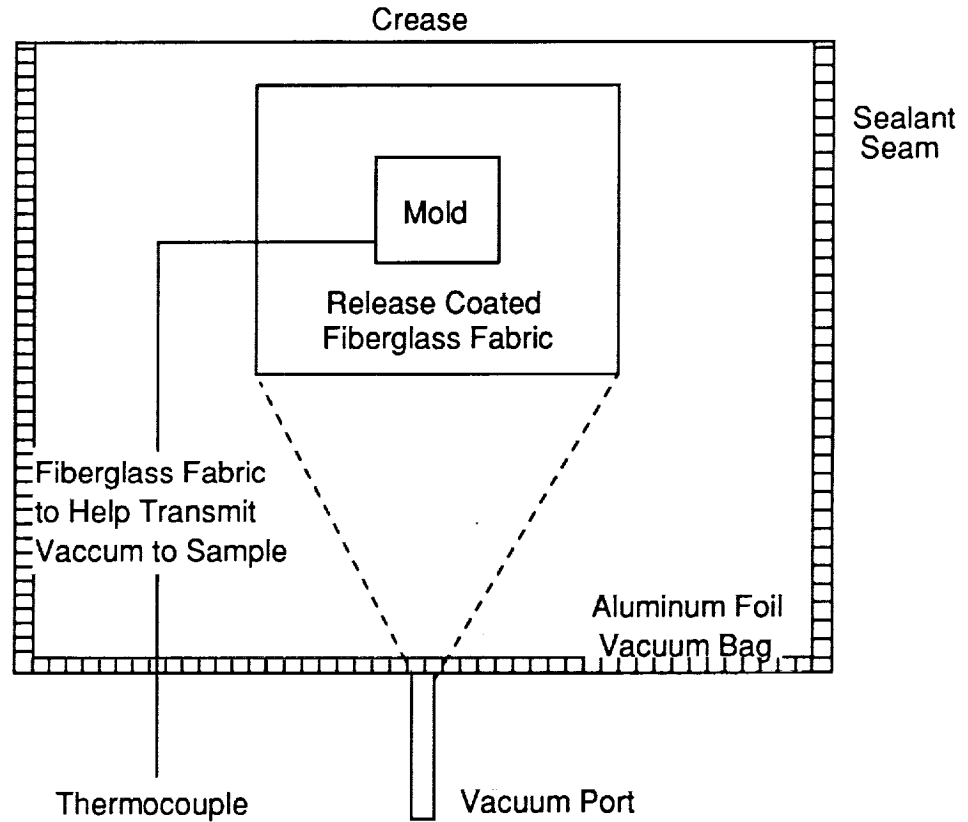 Crease
Sealant
Seam
Mold
Release Coated
Fiberglass Fabric
Fiberglass Fabric
to Help Transmit
Vaccum to Sample
Aluminum Foil
Vacuum Bag
Thermocouple
Vacuum Port